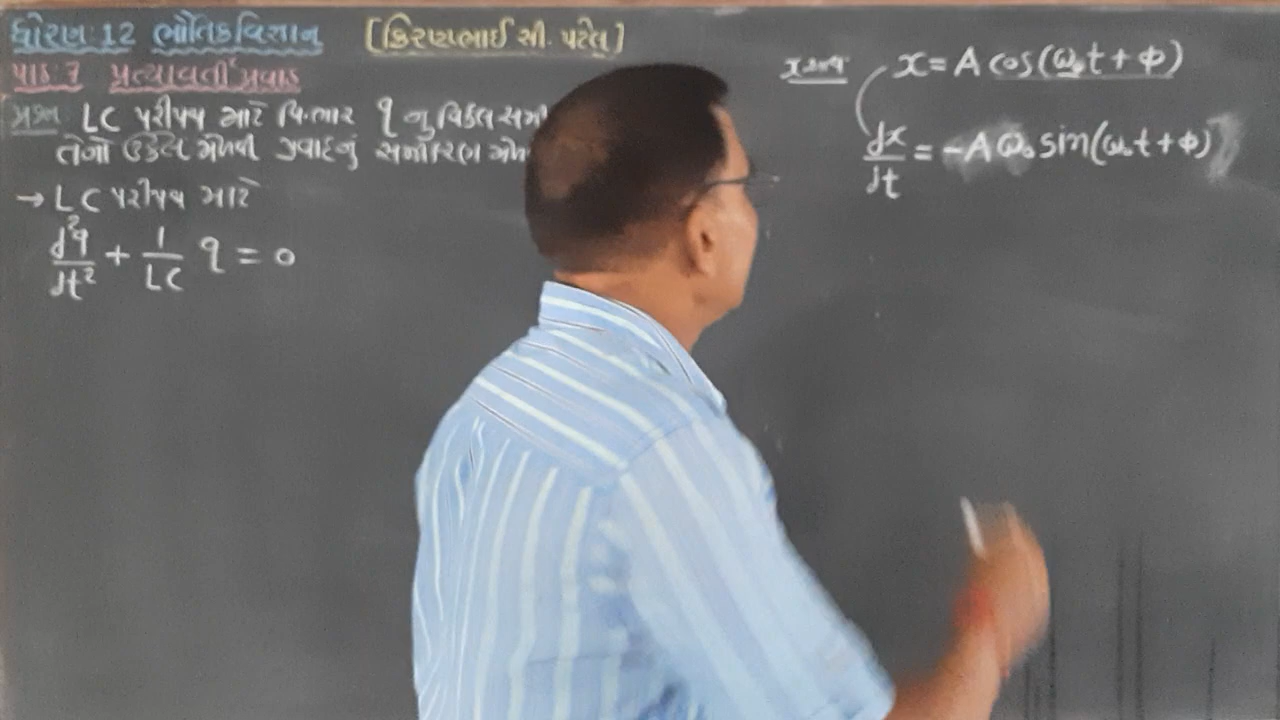 ધોરણ:12 ભૌતિકવિજ્ઞાન [કિરણભાઈ સી. પટેલ]
પાઠ 7 પ્રત્યાવર્તી પ્રવાહ
પ્રશ્ન LC પરીપથ માટે વિજભાર q નુ વિકલ સમી
તેનો ઉકેલ મેળવી પ્રવાહનું સમીકરણ મેળ
→ LC પરીપથ માટે
d²q/dt² + 1/LC q = 0
x = A cos(ω₀t + φ)
dx/dt = -Aω₀ sin(ω₀t + φ)